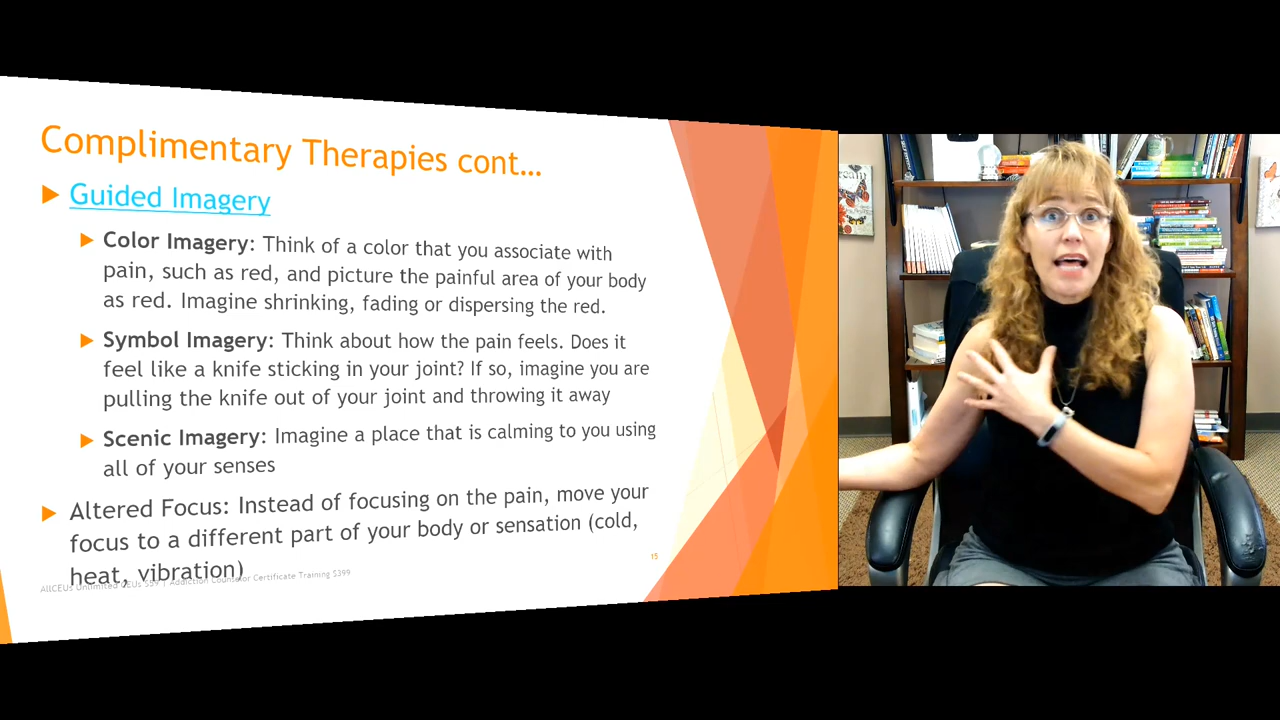 Complimentary Therapies cont…
Guided Imagery
Color Imagery: Think of a color that you associate with
pain, such as red, and picture the painful area of your body
as red. Imagine shrinking, fading or dispersing the red.
Symbol Imagery: Think about how the pain feels. Does it
feel like a knife sticking in your joint? If so, imagine you are
pulling the knife out of your joint and throwing it away
Scenic Imagery: Imagine a place that is calming to you using
all of your senses
Altered Focus: Instead of focusing on the pain, move your
focus to a different part of your body or sensation (cold,
heat, vibration)
15
AllCEUs Unlimited CEUs $59 | Addiction Counselor Certificate Training $399